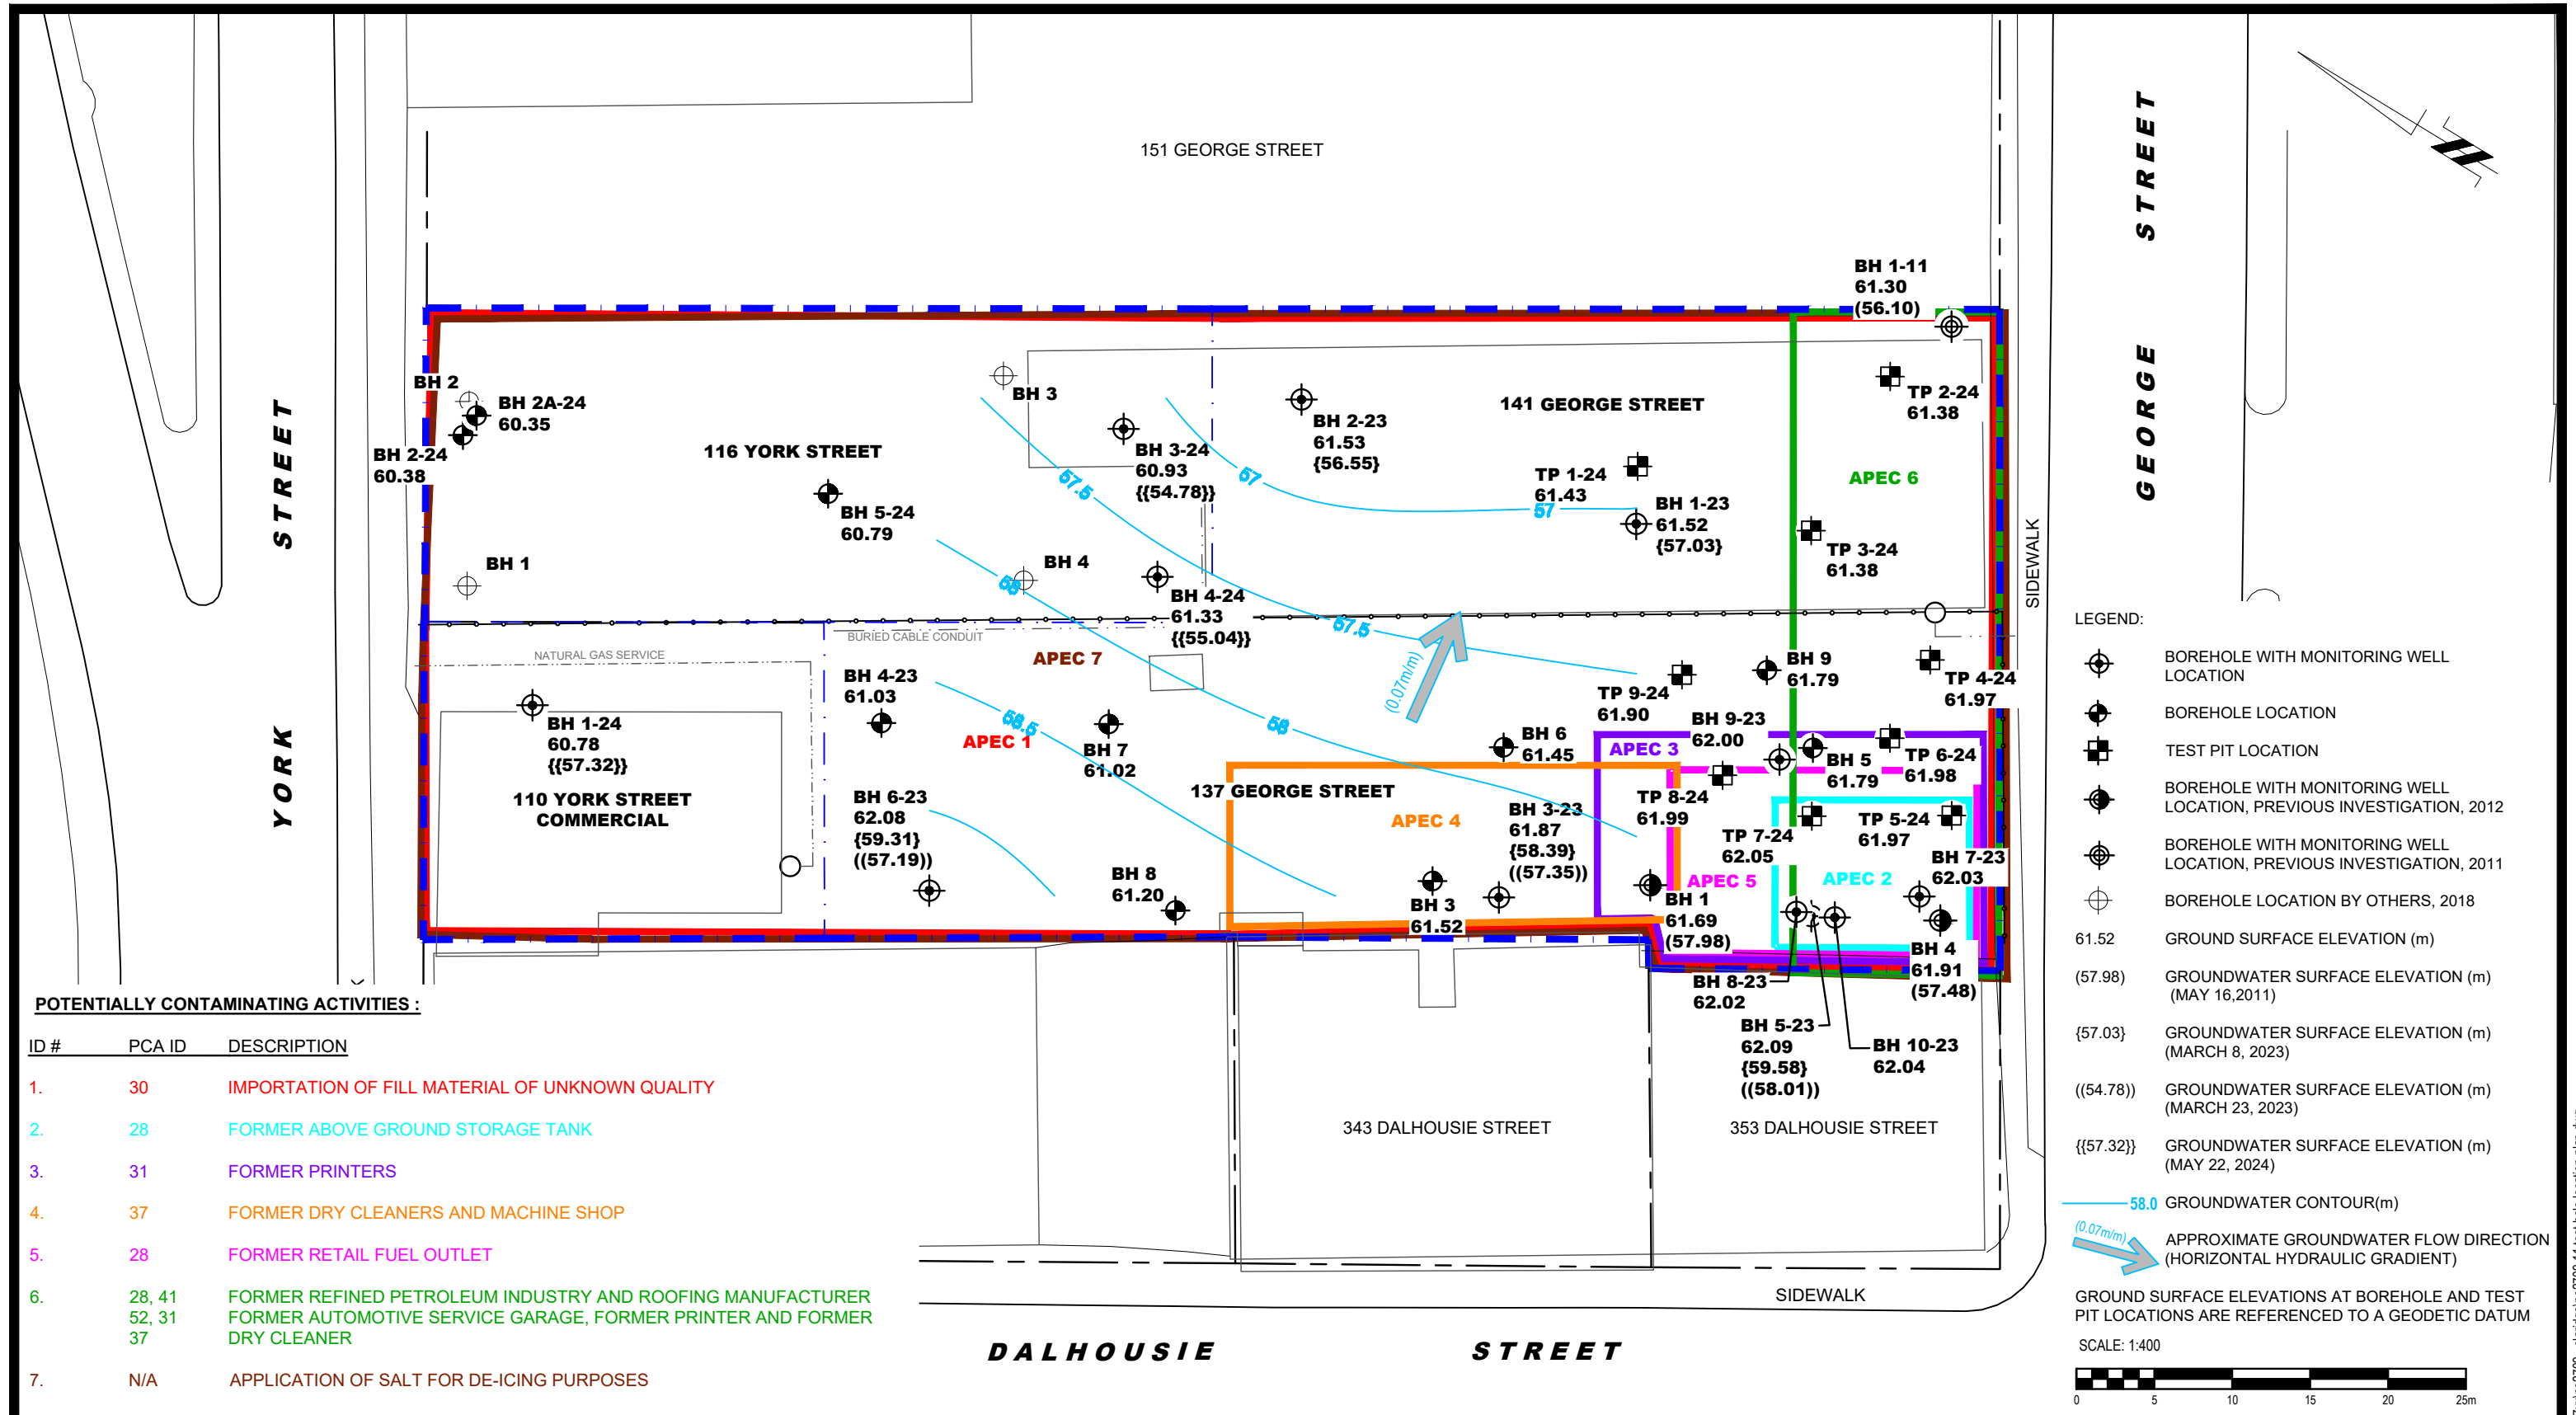 151 GEORGE STREET
YORK STREET
GEORGE STREET
DALHOUSIE STREET
BH 1-11
61.30
(56.10)
BH 2
BH 2A-24
60.35
BH 2-24
60.38
116 YORK STREET
BH 3
BH 3-24
60.93
{{54.78}}
BH 2-23
61.53
{56.55}
141 GEORGE STREET
TP 2-24
61.38
TP 1-24
61.43
APEC 6
57.5
57
57
BH 5-24
60.79
BH 1-23
61.52
{57.03}
TP 3-24
61.38
SIDEWALK
BH 1
BH 4
58
BH 4-24
61.33
{{55.04}}
57.5
BURIED CABLE CONDUIT
NATURAL GAS SERVICE
APEC 7
(0.07m/m)
BH 4-23
61.03
BH 9
61.79
TP 9-24
61.90
TP 4-24
61.97
BH 1-24
60.78
{{57.32}}
58.5
58
APEC 1
BH 7
61.02
BH 6
61.45
APEC 3
BH 9-23
62.00
BH 5
61.79
TP 6-24
61.98
110 YORK STREET
COMMERCIAL
BH 6-23
62.08
{59.31}
((57.19))
137 GEORGE STREET
APEC 4
BH 3-23
61.87
{58.39}
((57.35))
TP 8-24
61.99
TP 7-24
62.05
TP 5-24
61.97
BH 7-23
62.03
BH 8
61.20
BH 3
61.52
APEC 5
APEC 2
BH 1
61.69
(57.98)
BH 4
61.91
(57.48)
BH 8-23
62.02
BH 5-23
62.09
{59.58}
((58.01))
BH 10-23
62.04
343 DALHOUSIE STREET
353 DALHOUSIE STREET
SIDEWALK
POTENTIALLY CONTAMINATING ACTIVITIES :
ID # PCA ID DESCRIPTION
1. 30 IMPORTATION OF FILL MATERIAL OF UNKNOWN QUALITY
2. 28 FORMER ABOVE GROUND STORAGE TANK
3. 31 FORMER PRINTERS
4. 37 FORMER DRY CLEANERS AND MACHINE SHOP
5. 28 FORMER RETAIL FUEL OUTLET
6. 28, 41 FORMER REFINED PETROLEUM INDUSTRY AND ROOFING MANUFACTURER
52, 31 FORMER AUTOMOTIVE SERVICE GARAGE, FORMER PRINTER AND FORMER
37 DRY CLEANER
7. N/A APPLICATION OF SALT FOR DE-ICING PURPOSES
LEGEND:
BOREHOLE WITH MONITORING WELL
LOCATION
BOREHOLE LOCATION
TEST PIT LOCATION
BOREHOLE WITH MONITORING WELL
LOCATION, PREVIOUS INVESTIGATION, 2012
BOREHOLE WITH MONITORING WELL
LOCATION, PREVIOUS INVESTIGATION, 2011
BOREHOLE LOCATION BY OTHERS, 2018
61.52 GROUND SURFACE ELEVATION (m)
(57.98) GROUNDWATER SURFACE ELEVATION (m)
(MAY 16,2011)
{57.03} GROUNDWATER SURFACE ELEVATION (m)
(MARCH 8, 2023)
((54.78)) GROUNDWATER SURFACE ELEVATION (m)
(MARCH 23, 2023)
{{57.32}} GROUNDWATER SURFACE ELEVATION (m)
(MAY 22, 2024)
58.0 GROUNDWATER CONTOUR(m)
(0.07m/m) APPROXIMATE GROUNDWATER FLOW DIRECTION
(HORIZONTAL HYDRAULIC GRADIENT)
GROUND SURFACE ELEVATIONS AT BOREHOLE AND TEST
PIT LOCATIONS ARE REFERENCED TO A GEODETIC DATUM
SCALE: 1:400
0 5 10 15 20 25m